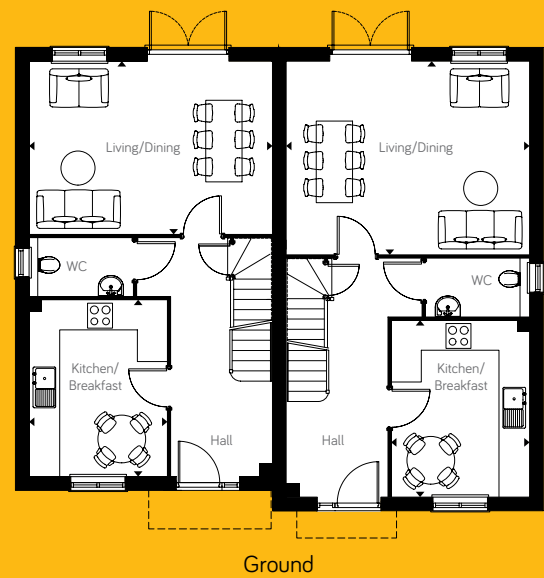 Living/Dining
Living/Dining
WC
WC
Kitchen/
Breakfast
Kitchen/
Breakfast
Hall
Hall
Ground